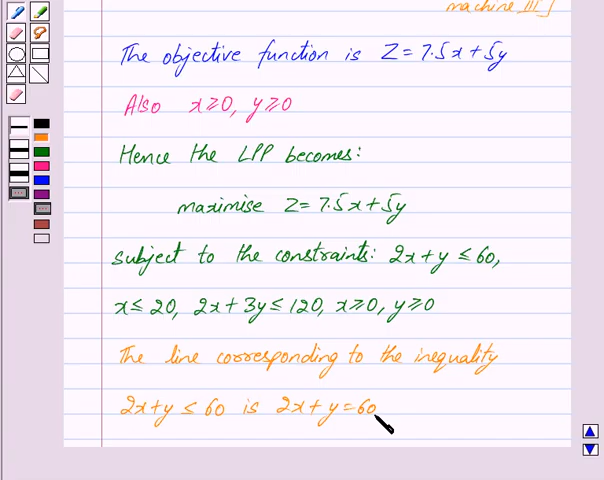 machine III]
The objective function is Z = 7.5x + 5y
Also x ≥ 0, y ≥ 0
Hence the LPP becomes:
maximise Z = 7.5x + 5y
subject to the constraints: 2x + y ≤ 60,
x ≤ 20, 2x + 3y ≤ 120, x ≥ 0, y ≥ 0
The line corresponding to the inequality
2x + y ≤ 60 is 2x + y = 60